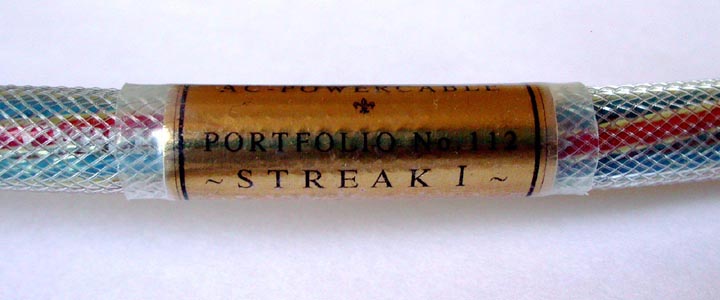 AC-POWERCABLE
PORTFOLIO No 112
~ STREAK I ~